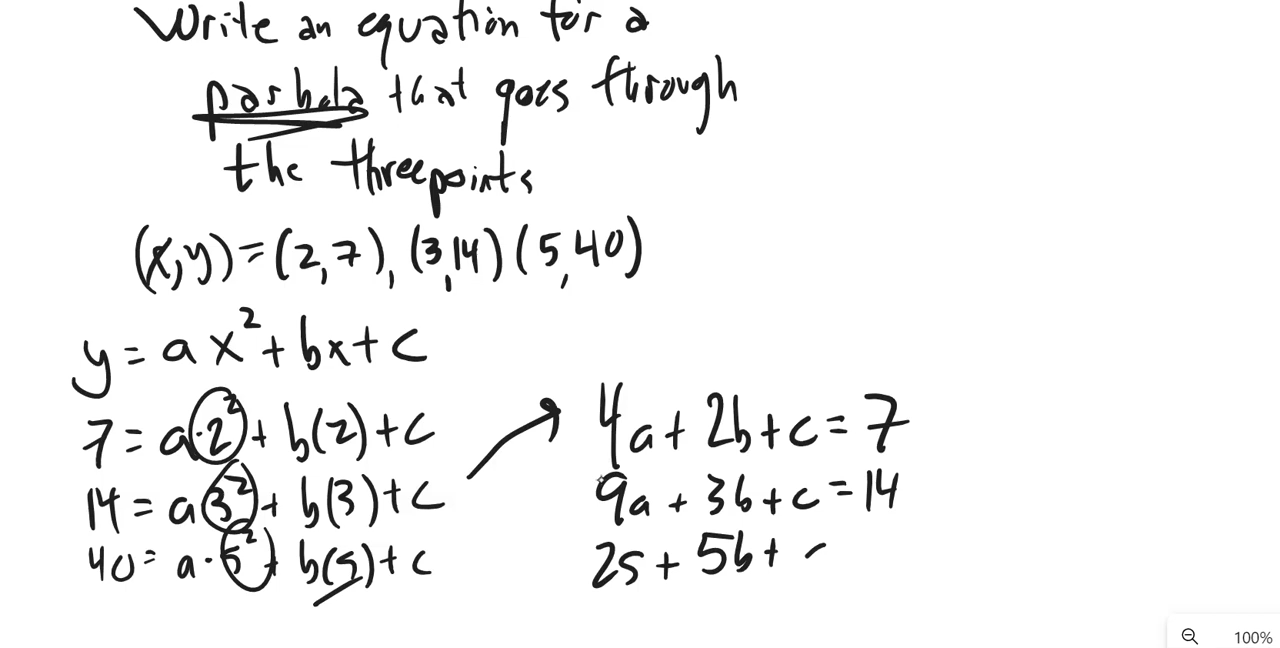 Write an equation for a
parbola that goes through
the three points
(x,y)=(2,7), (3,14) (5,40)
y = ax² + bx + c
7 = a·2² + b(2) + c
14 = a(3²) + b(3) + c
40 = a·5² + b(5) + c
4a + 2b + c = 7
9a + 3b + c = 14
25 + 5b +
100%